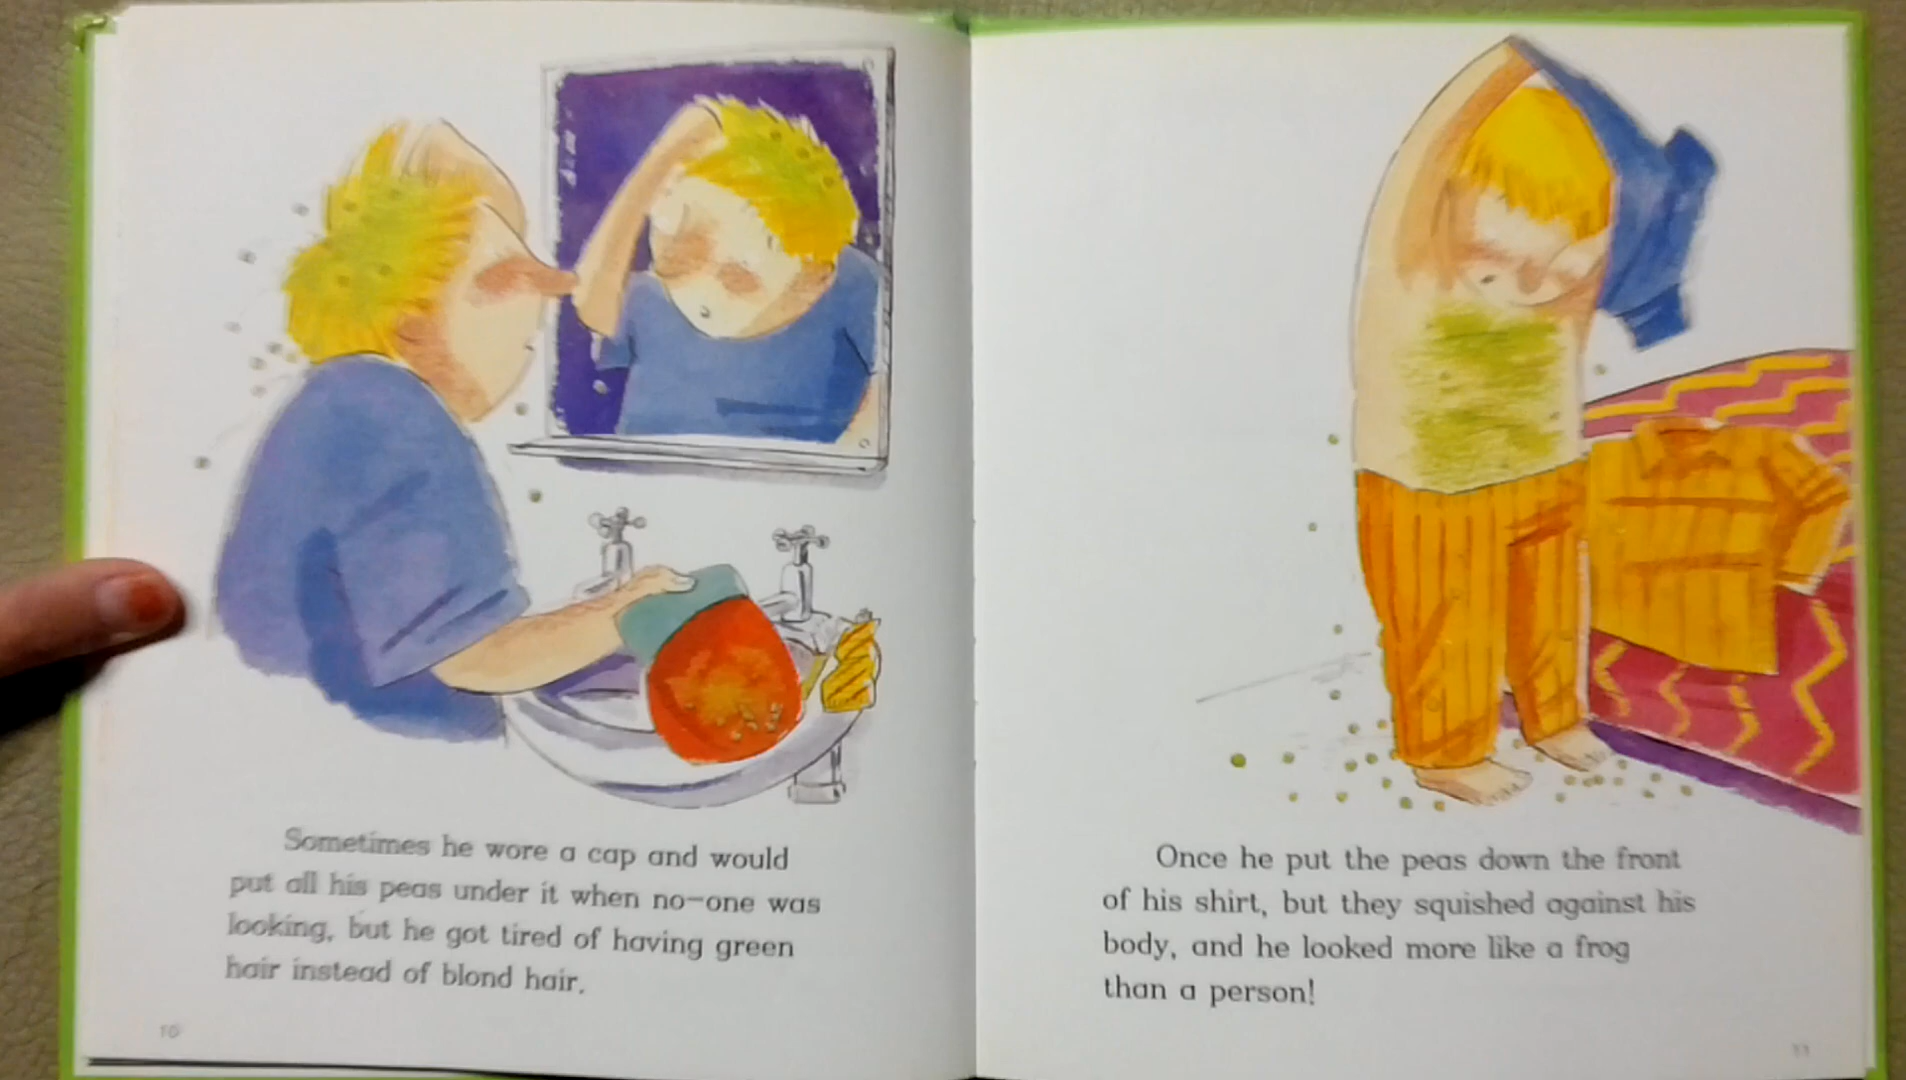 Sometimes he wore a cap and would
put all his peas under it when no-one was
looking, but he got tired of having green
hair instead of blond hair.
10
Once he put the peas down the front
of his shirt, but they squished against his
body, and he looked more like a frog
than a person!
11